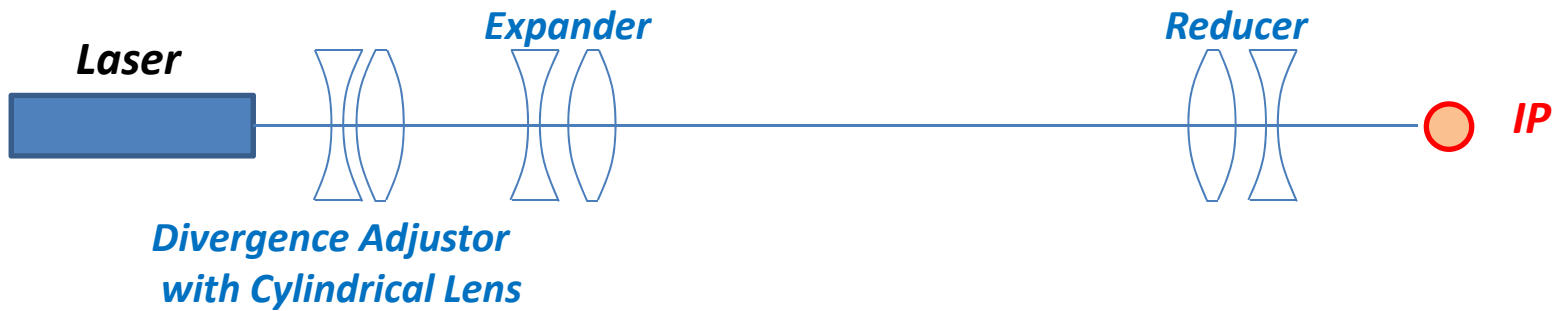 Expander
Reducer
Laser
IP
Divergence Adjustor
with Cylindrical Lens